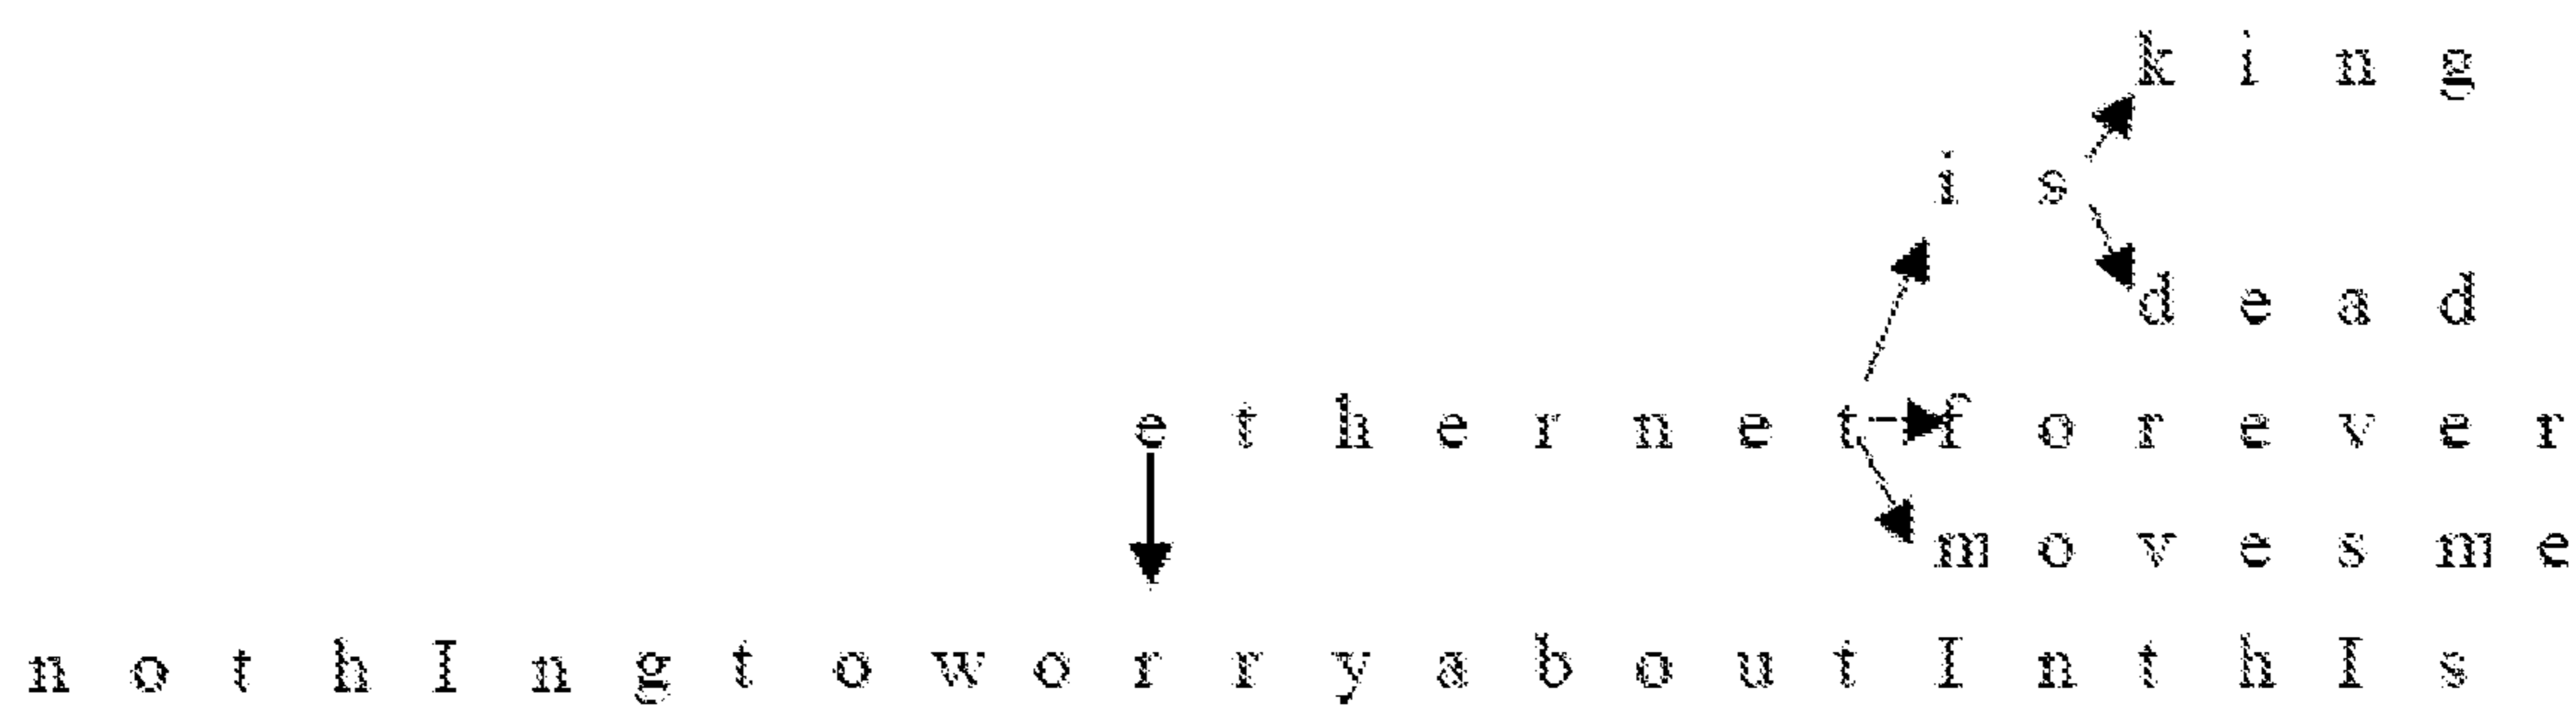 k i n g
i s
d e a d
e t h e r n e t f o r e v e r
m o v e s m e
n o t h I n g t o w o r r y a b o u t I n t h I s